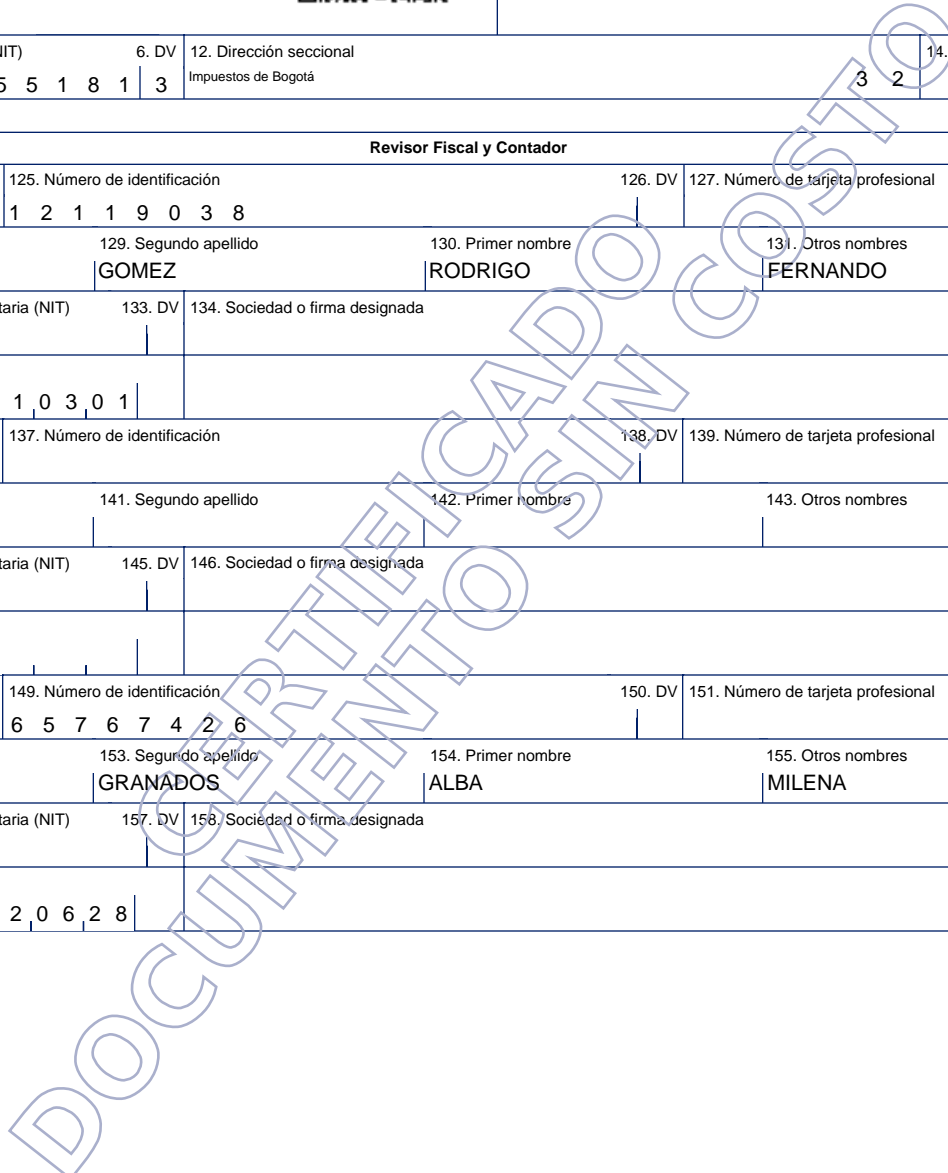 IT) 6. DV 12. Dirección seccional 14.
5 5 1 8 1 3 Impuestos de Bogotá 3 2
Revisor Fiscal y Contador
125. Número de identificación 126. DV 127. Número de tarjeta profesional
1 2 1 1 9 0 3 8
129. Segundo apellido 130. Primer nombre 131. Otros nombres
GOMEZ RODRIGO FERNANDO
taria (NIT) 133. DV 134. Sociedad o firma designada
1 0 3 0 1
137. Número de identificación 138. DV 139. Número de tarjeta profesional
141. Segundo apellido 142. Primer nombre 143. Otros nombres
taria (NIT) 145. DV 146. Sociedad o firma designada
149. Número de identificación 150. DV 151. Número de tarjeta profesional
6 5 7 6 7 4 2 6
153. Segundo apellido 154. Primer nombre 155. Otros nombres
GRANADOS ALBA MILENA
taria (NIT) 157. DV 158. Sociedad o firma designada
2 0 6 2 8
CERTIFICADO
DOCUMENTO SIN COSTO